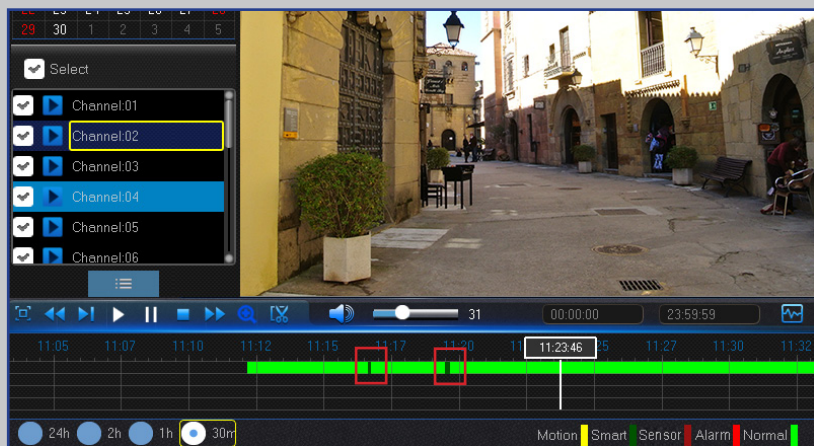 29 30 1 2 3 4 5
Select
Channel:01
Channel:02
Channel:03
Channel:04
Channel:05
Channel:06
31 00:00:00 23:59:59
11:05 11:07 11:10 11:12 11:15 11:17 11:20 11:23:46 25 11:27 11:30 11:32
24h 2h 1h 30m
Motion Smart Sensor Alarm Normal